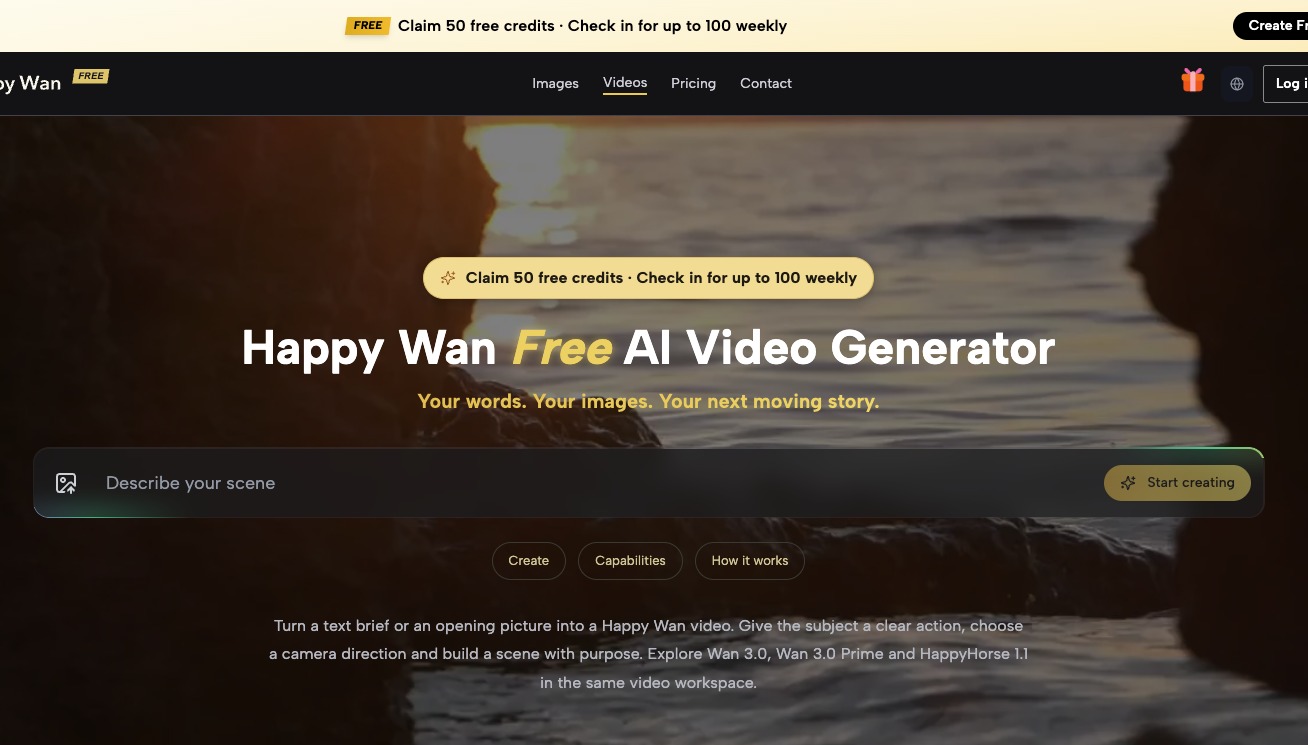 FREE Claim 50 free credits · Check in for up to 100 weekly
Wan FREE
Images Videos Pricing Contact
Claim 50 free credits · Check in for up to 100 weekly
Happy Wan Free AI Video Generator
Your words. Your images. Your next moving story.
Describe your scene
Start creating
Create Capabilities How it works
Turn a text brief or an opening picture into a Happy Wan video. Give the subject a clear action, choose
a camera direction and build a scene with purpose. Explore Wan 3.0, Wan 3.0 Prime and HappyHorse 1.1
in the same video workspace.